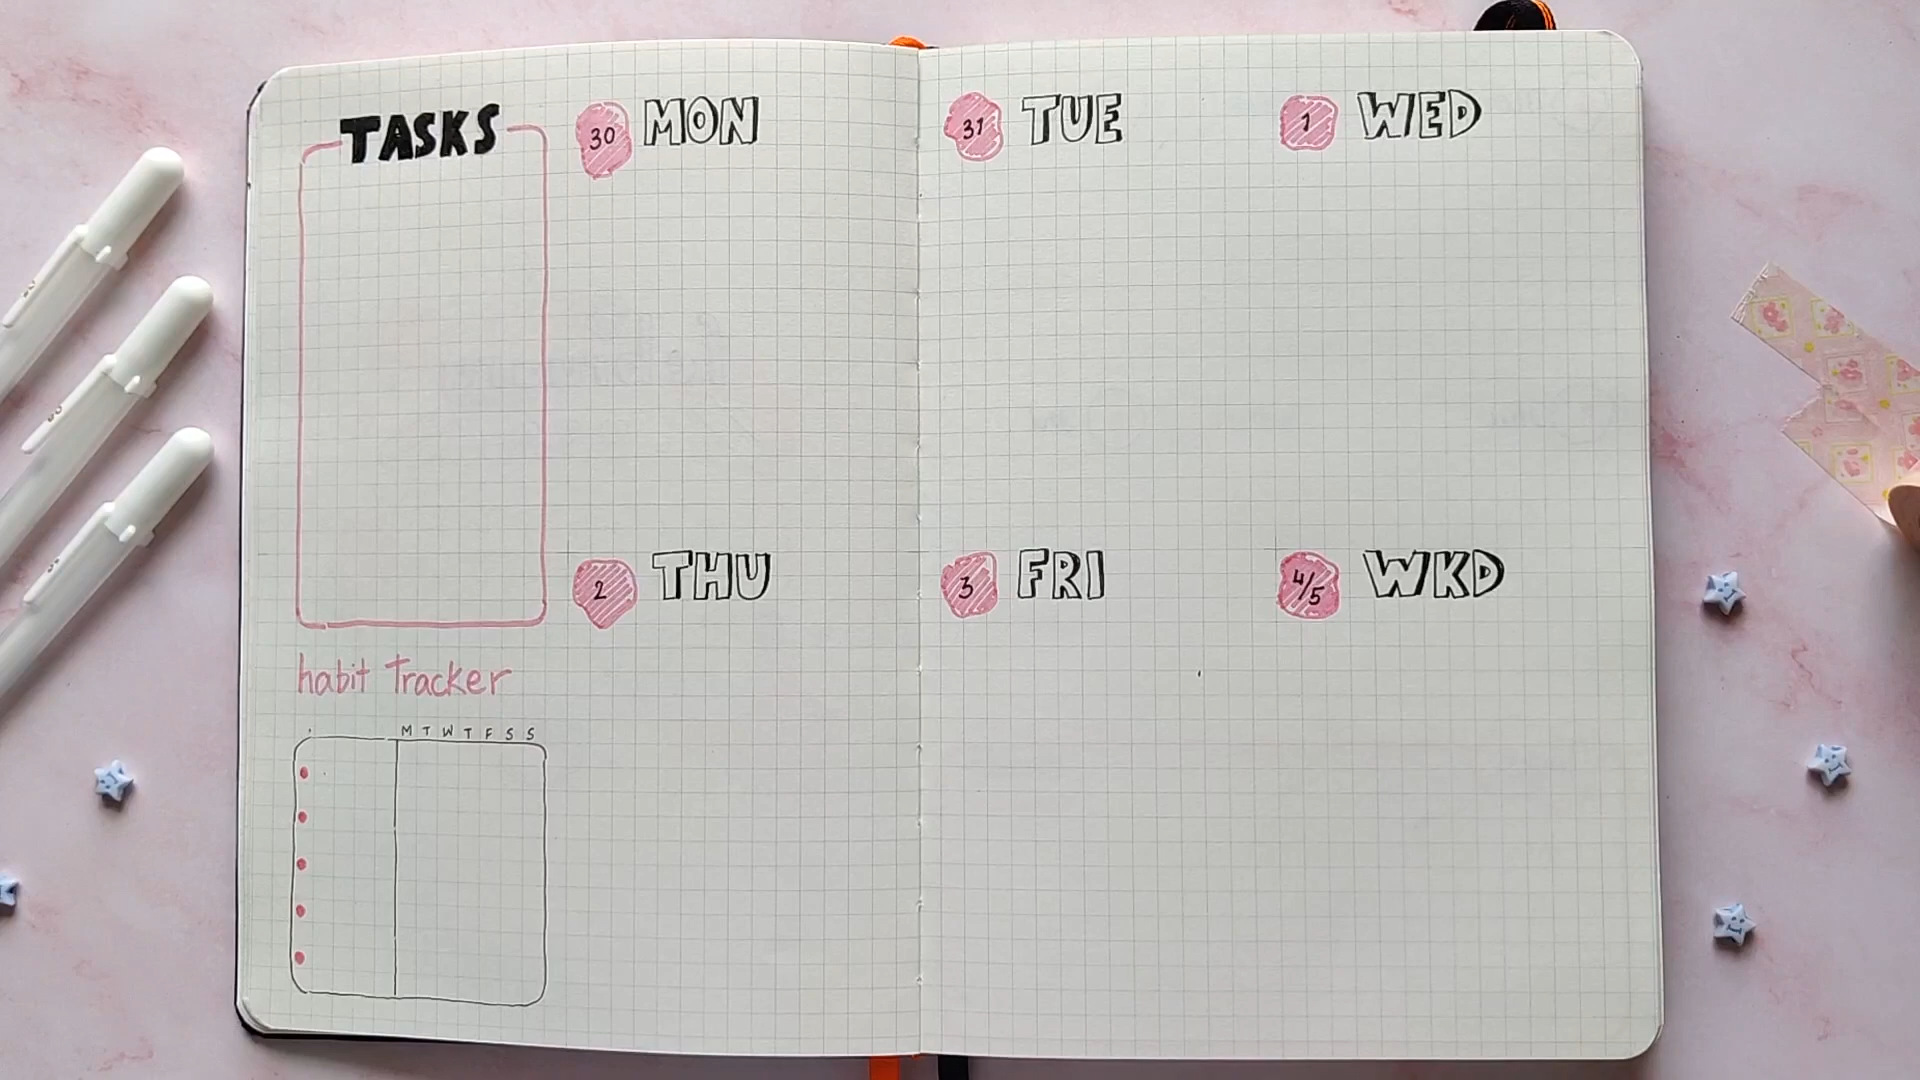 TASKS
30 MON
31 TUE
1 WED
2 THU
3 FRI
4/5 WKD
habit Tracker
M T W T F S S